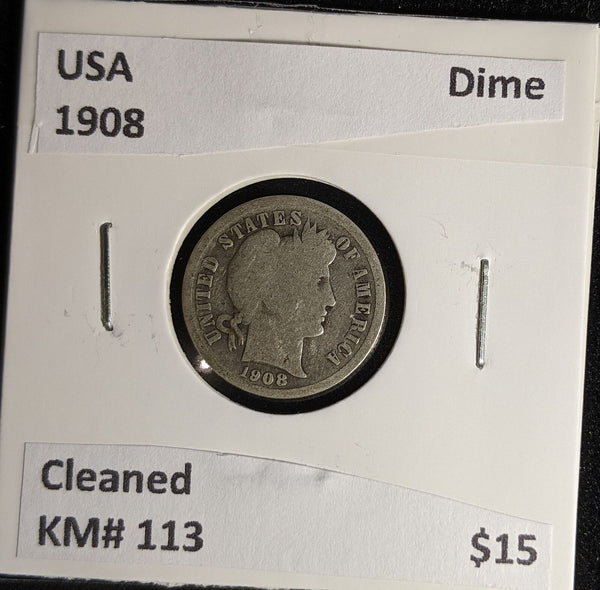 USA Dime
1908
UNITED STATES OF AMERICA
1908
Cleaned
KM# 113 $15